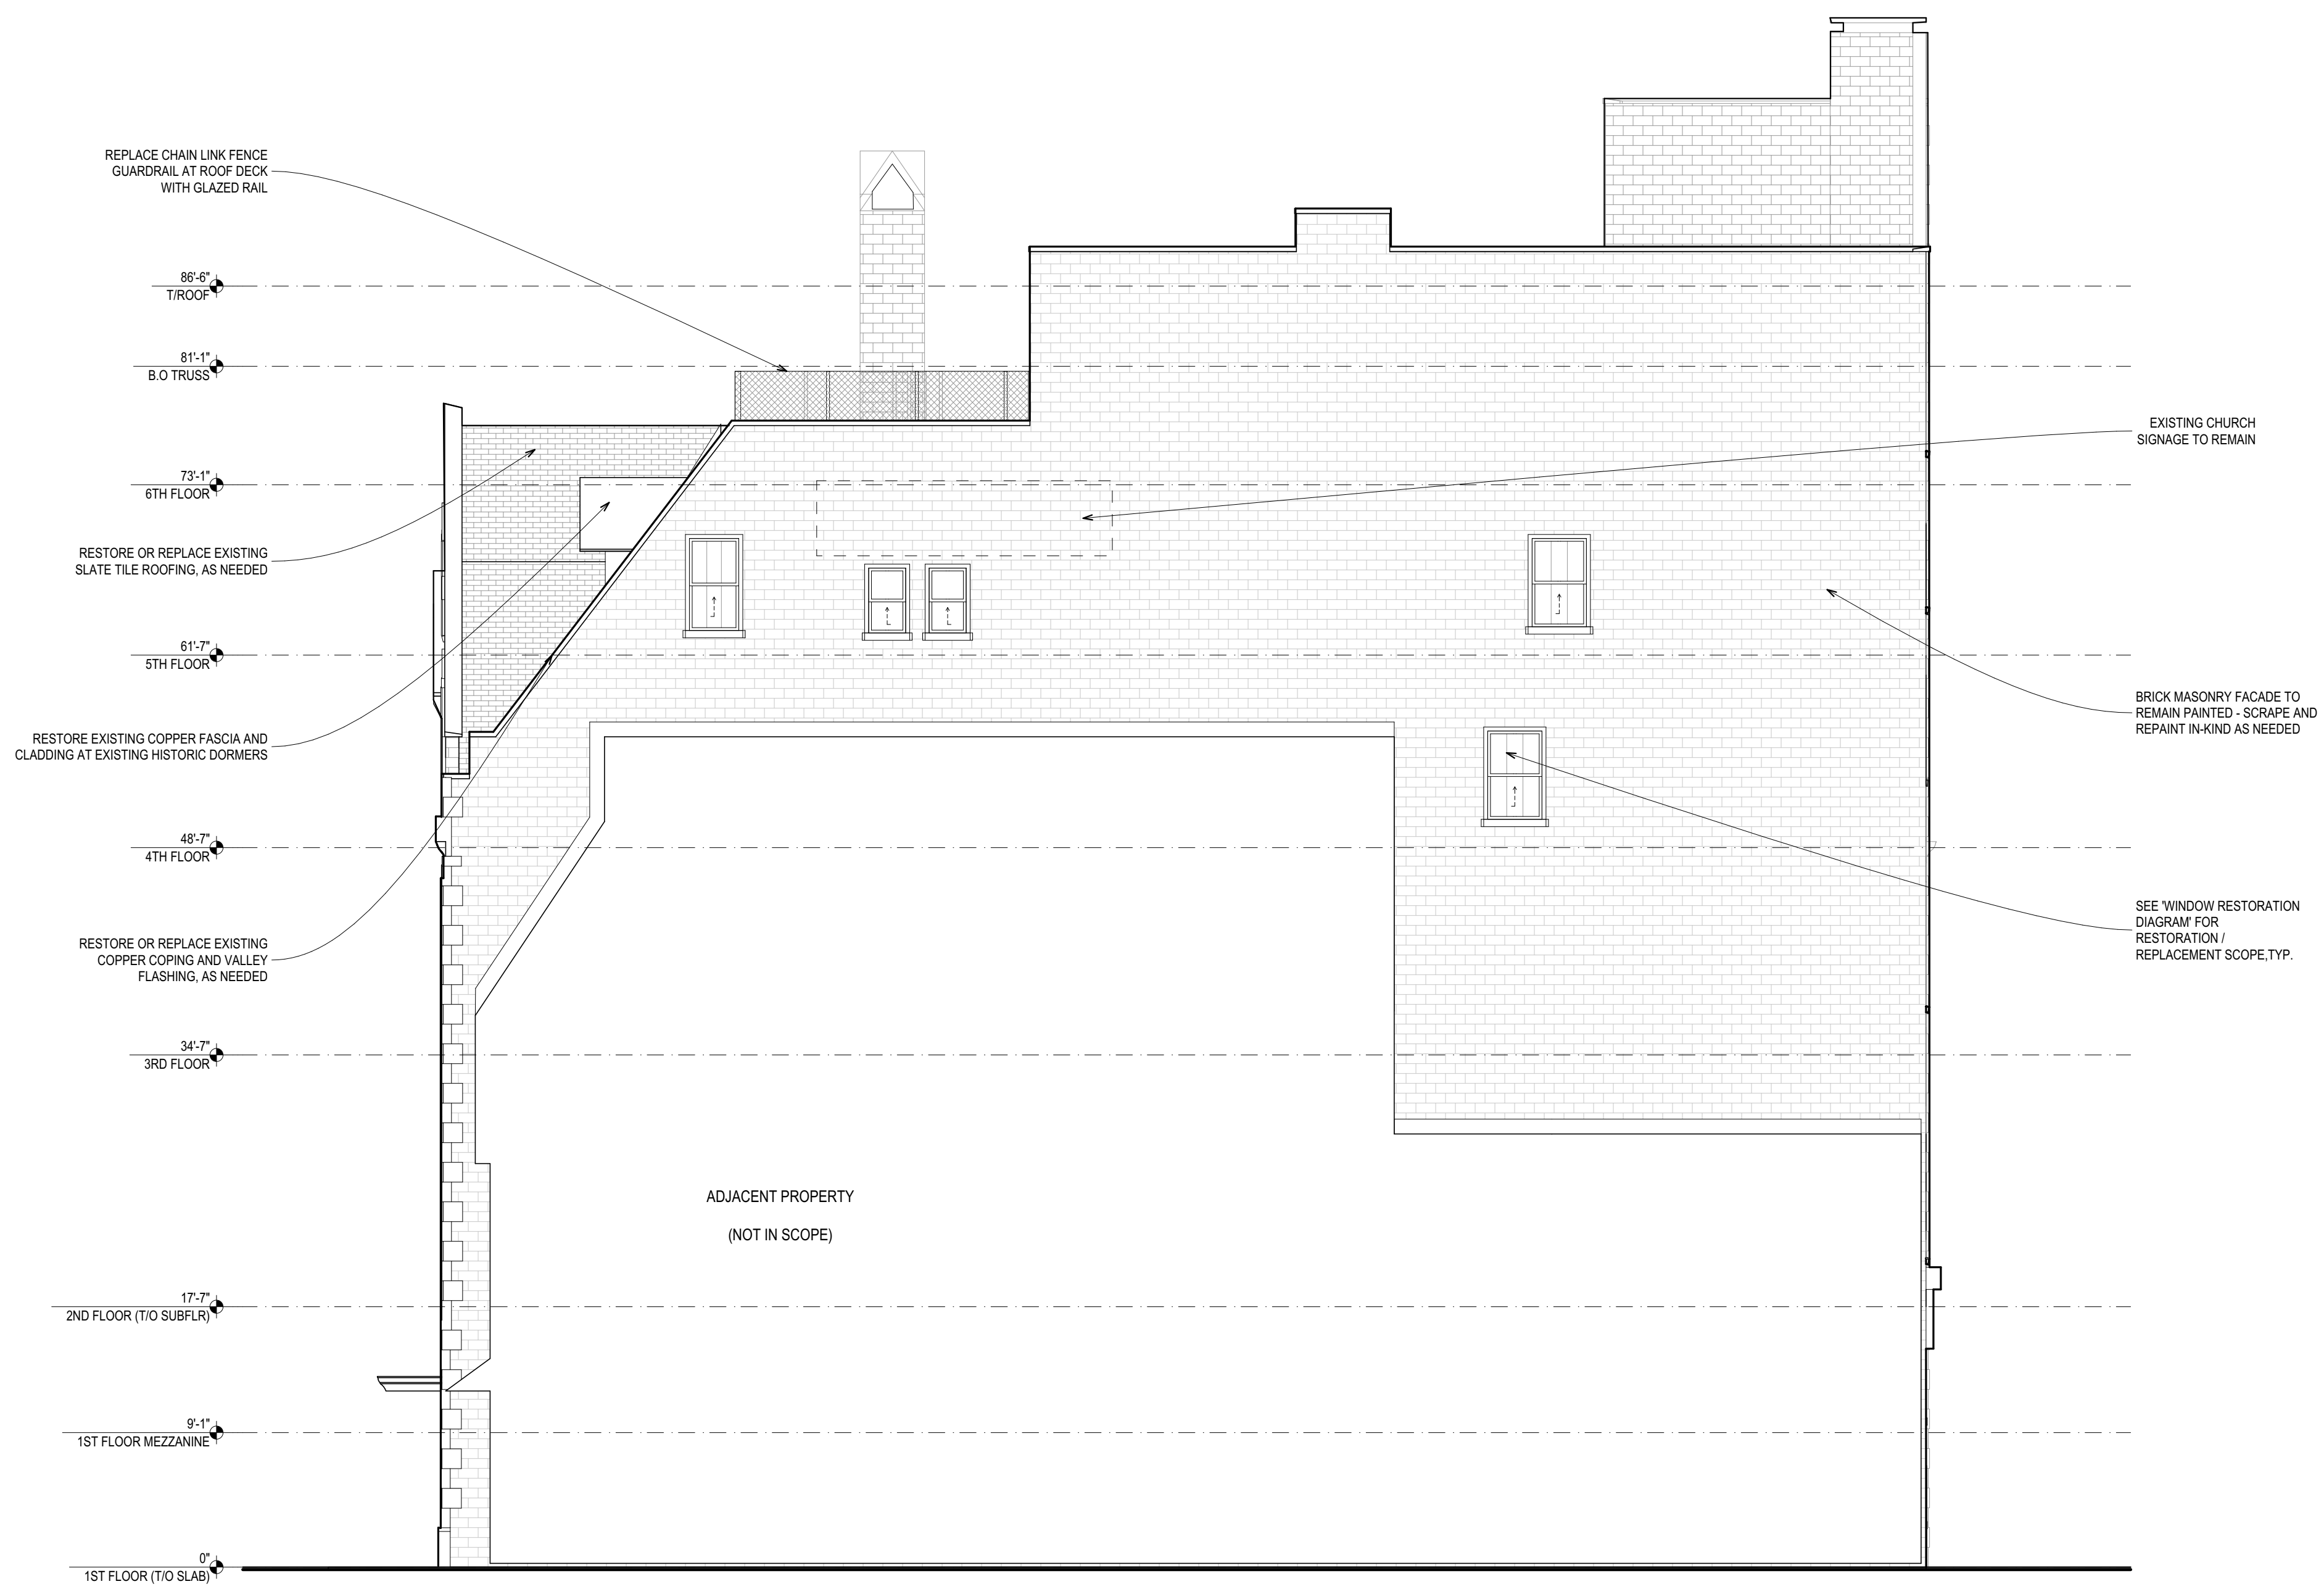 REPLACE CHAIN LINK FENCE
GUARDRAIL AT ROOF DECK
WITH GLAZED RAIL
86'-6"
T/ROOF
81'-1"
B.O TRUSS
73'-1"
6TH FLOOR
RESTORE OR REPLACE EXISTING
SLATE TILE ROOFING, AS NEEDED
61'-7"
5TH FLOOR
RESTORE EXISTING COPPER FASCIA AND
CLADDING AT EXISTING HISTORIC DORMERS
48'-7"
4TH FLOOR
RESTORE OR REPLACE EXISTING
COPPER COPING AND VALLEY
FLASHING, AS NEEDED
34'-7"
3RD FLOOR
17'-7"
2ND FLOOR (T/O SUBFLR)
9'-1"
1ST FLOOR MEZZANINE
0"
1ST FLOOR (T/O SLAB)
ADJACENT PROPERTY
(NOT IN SCOPE)
EXISTING CHURCH
SIGNAGE TO REMAIN
BRICK MASONRY FACADE TO
REMAIN PAINTED - SCRAPE AND
REPAINT IN-KIND AS NEEDED
SEE 'WINDOW RESTORATION
DIAGRAM' FOR
RESTORATION /
REPLACEMENT SCOPE,TYP.